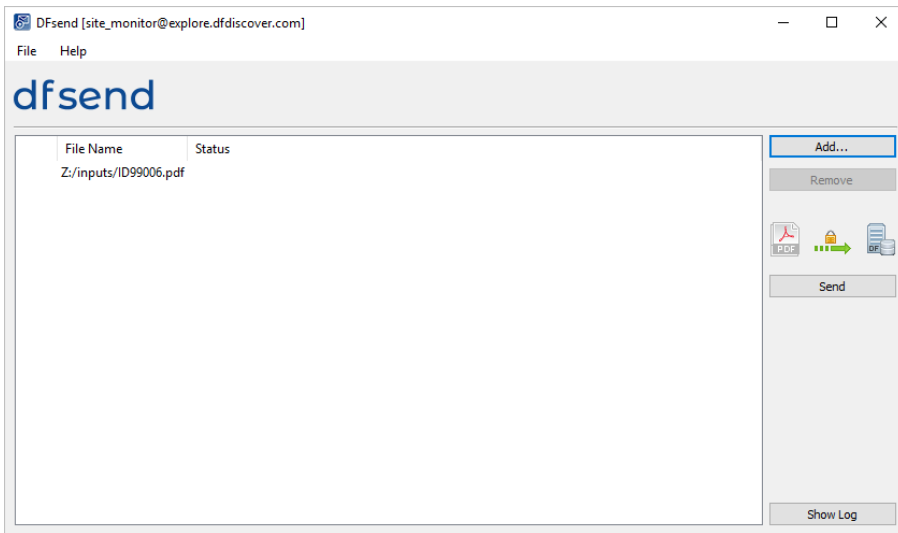 DFsend [site_monitor@explore.dfdiscover.com]
File Help
dfsend
File Name Status
Z:/inputs/ID99006.pdf
Add...
Remove
PDF DF
Send
Show Log